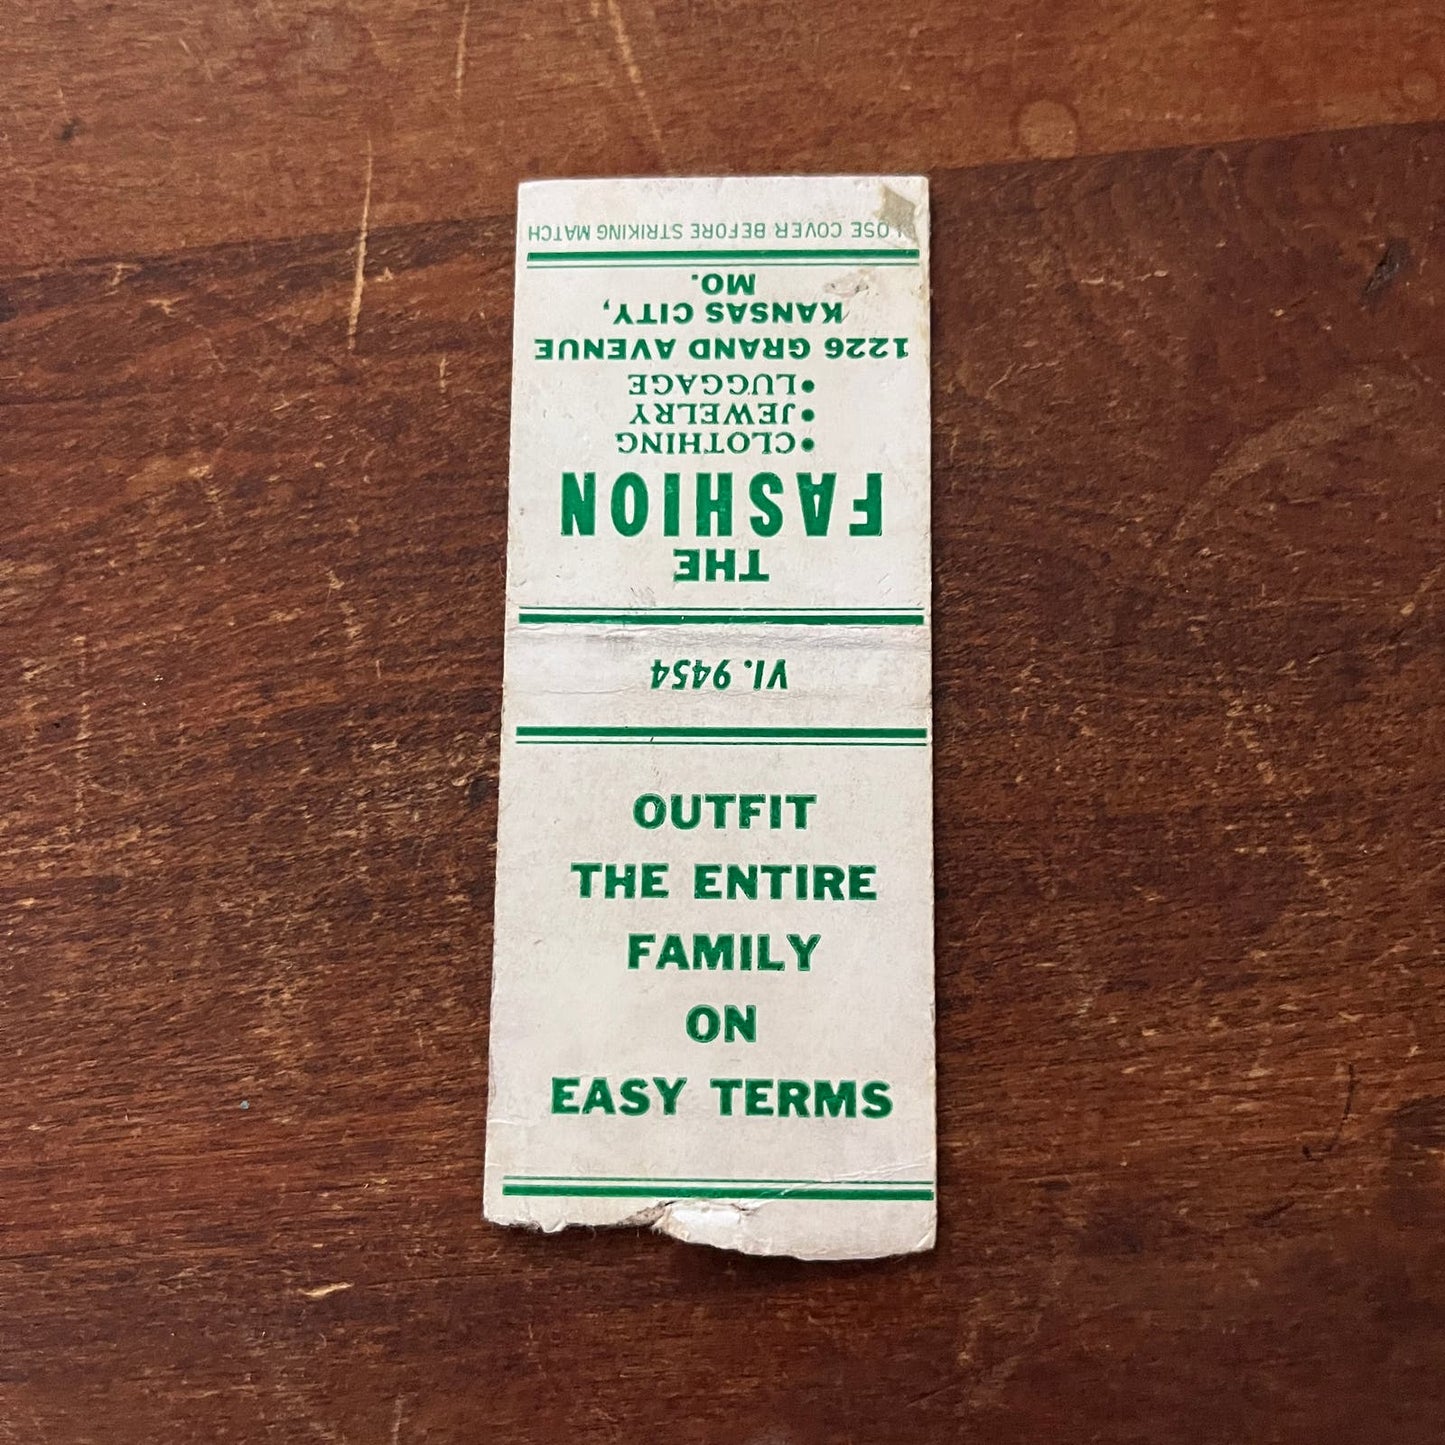 THE
FASHION
•CLOTHING
•JEWELRY
•LUGGAGE
1226 GRAND AVENUE
KANSAS CITY,
MO.
LOSE COVER BEFORE STRIKING MATCH
VI. 9454
OUTFIT
THE ENTIRE
FAMILY
ON
EASY TERMS